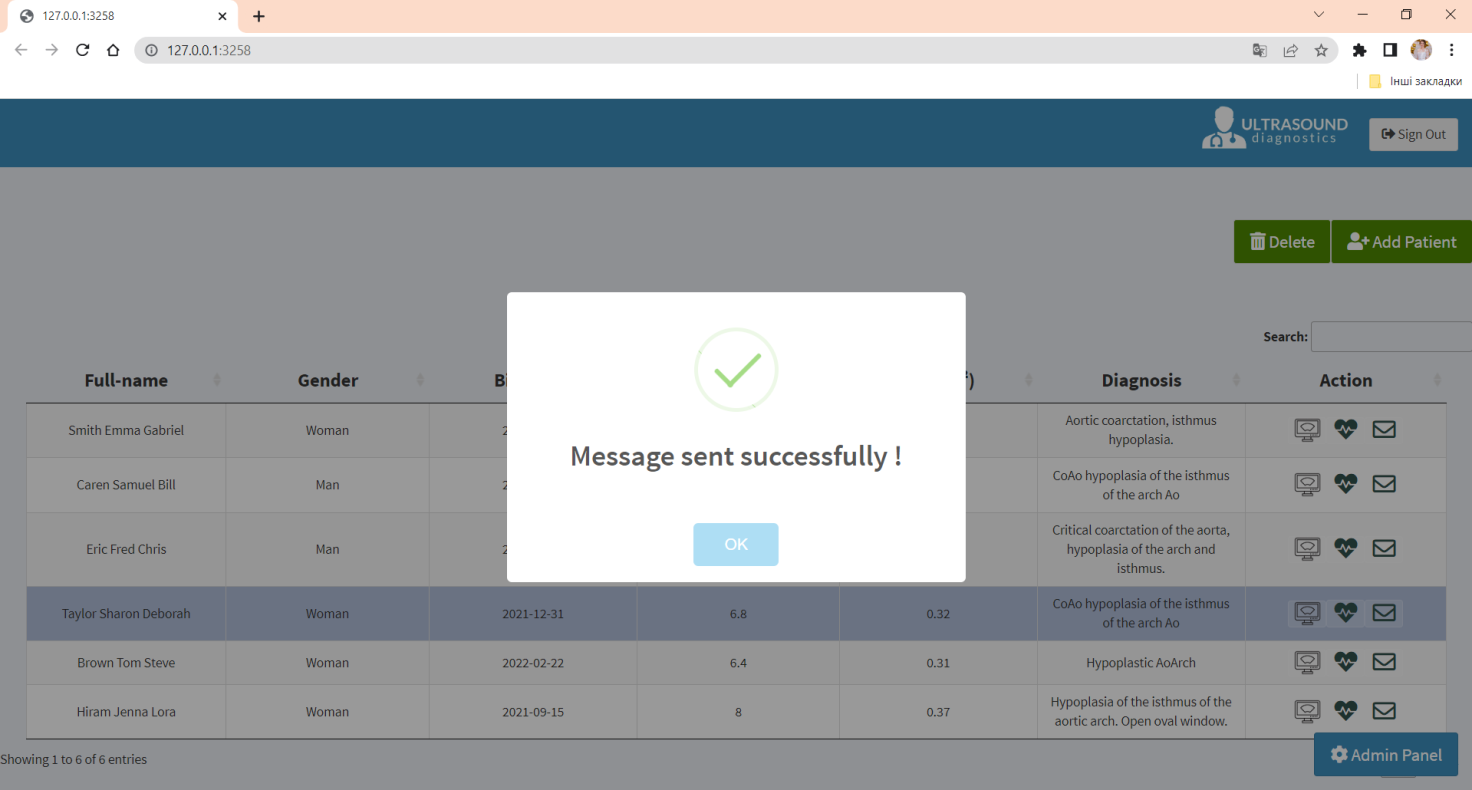 127.0.0.1:3258
127.0.0.1:3258
Інші закладки
ULTRASOUND
diagnostics
Sign Out
Delete
Add Patient
Search:
Full-name Gender Diagnosis Action
Smith Emma Gabriel Woman Aortic coarctation, isthmus
hypoplasia.
Caren Samuel Bill Man CoAo hypoplasia of the isthmus
of the arch Ao
Eric Fred Chris Man Critical coarctation of the aorta,
hypoplasia of the arch and
isthmus.
Message sent successfully !
OK
Taylor Sharon Deborah Woman 2021-12-31 6.8 0.32 CoAo hypoplasia of the isthmus
of the arch Ao
Brown Tom Steve Woman 2022-02-22 6.4 0.31 Hypoplastic AoArch
Hiram Jenna Lora Woman 2021-09-15 8 0.37 Hypoplasia of the isthmus of the
aortic arch. Open oval window.
Showing 1 to 6 of 6 entries
Admin Panel